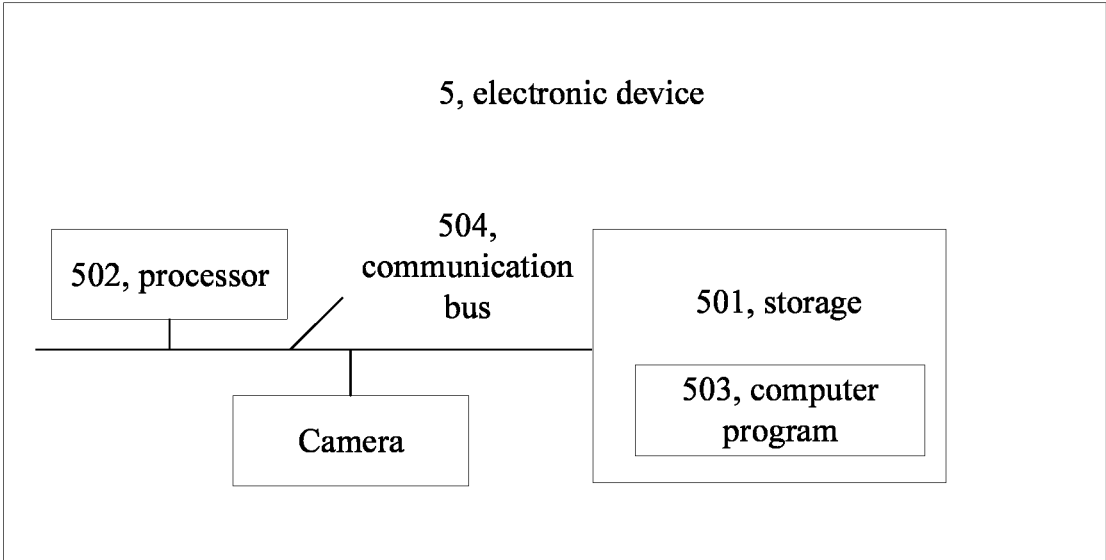 5, electronic device
502, processor
504,
communication
bus
501, storage
503, computer
program
Camera